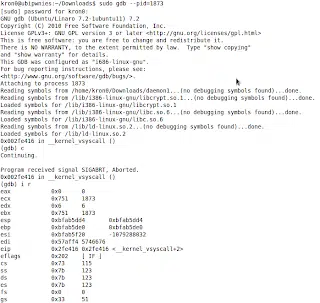 kron0@ubipwnies:~/Downloads$ sudo gdb --pid=1873
[sudo] password for kron0:
GNU gdb (Ubuntu/Linaro 7.2-1ubuntu11) 7.2
Copyright (C) 2010 Free Software Foundation, Inc.
License GPLv3+: GNU GPL version 3 or later <http://gnu.org/licenses/gpl.html>
This is free software: you are free to change and redistribute it.
There is NO WARRANTY, to the extent permitted by law.  Type "show copying"
and "show warranty" for details.
This GDB was configured as "i686-linux-gnu".
For bug reporting instructions, please see:
<http://www.gnu.org/software/gdb/bugs/>.
Attaching to process 1873
Reading symbols from /home/kron0/Downloads/daemon1...(no debugging symbols found)...done.
Reading symbols from /lib/i386-linux-gnu/libcrypt.so.1...(no debugging symbols found)...done.
Loaded symbols for /lib/i386-linux-gnu/libcrypt.so.1
Reading symbols from /lib/i386-linux-gnu/libc.so.6...(no debugging symbols found)...done.
Loaded symbols for /lib/i386-linux-gnu/libc.so.6
Reading symbols from /lib/ld-linux.so.2...(no debugging symbols found)...done.
Loaded symbols for /lib/ld-linux.so.2
0x002fe416 in __kernel_vsyscall ()
(gdb) c
Continuing.
Program received signal SIGABRT, Aborted.
0x002fe416 in __kernel_vsyscall ()
(gdb) i r
eax 0x0 0
ecx 0x751 1873
edx 0x6 6
ebx 0x751 1873
esp 0xbfab5dd4 0xbfab5dd4
ebp 0xbfab5de0 0xbfab5de0
esi 0xbfab5f20 -1079288032
edi 0x57aff4 5746676
eip 0x2fe416 0x2fe416 <__kernel_vsyscall+2>
eflags 0x202 [ IF ]
cs 0x73 115
ss 0x7b 123
ds 0x7b 123
es 0x7b 123
fs 0x0 0
gs 0x33 51